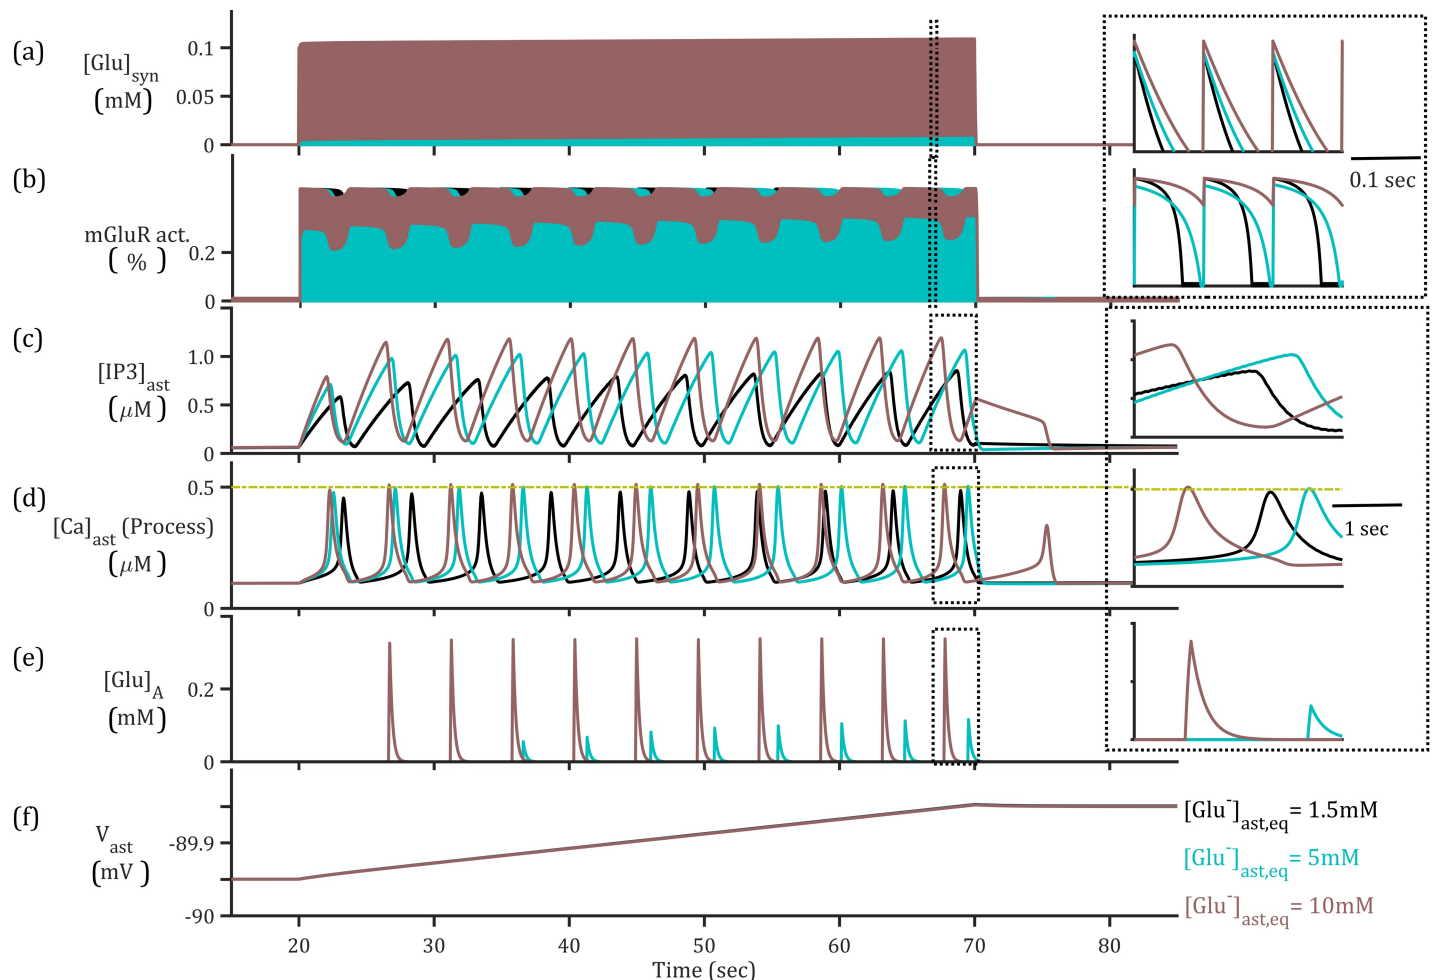 (a)
[Glu]syn
(mM)
0.1
0.05
0
0.1 sec
(b)
mGluR act.
( % )
0.2
0
(c)
[IP3]ast
(μM)
1.0
0.5
0
(d)
[Ca]ast (Process)
(μM)
0.5
0
1 sec
(e)
[Glu]A
(mM)
0.2
0
(f)
Vast
(mV)
-89.9
-90
[Glu-]ast,eq = 1.5mM
[Glu-]ast,eq = 5mM
[Glu-]ast,eq = 10mM
20 30 40 50 60 70 80
Time (sec)